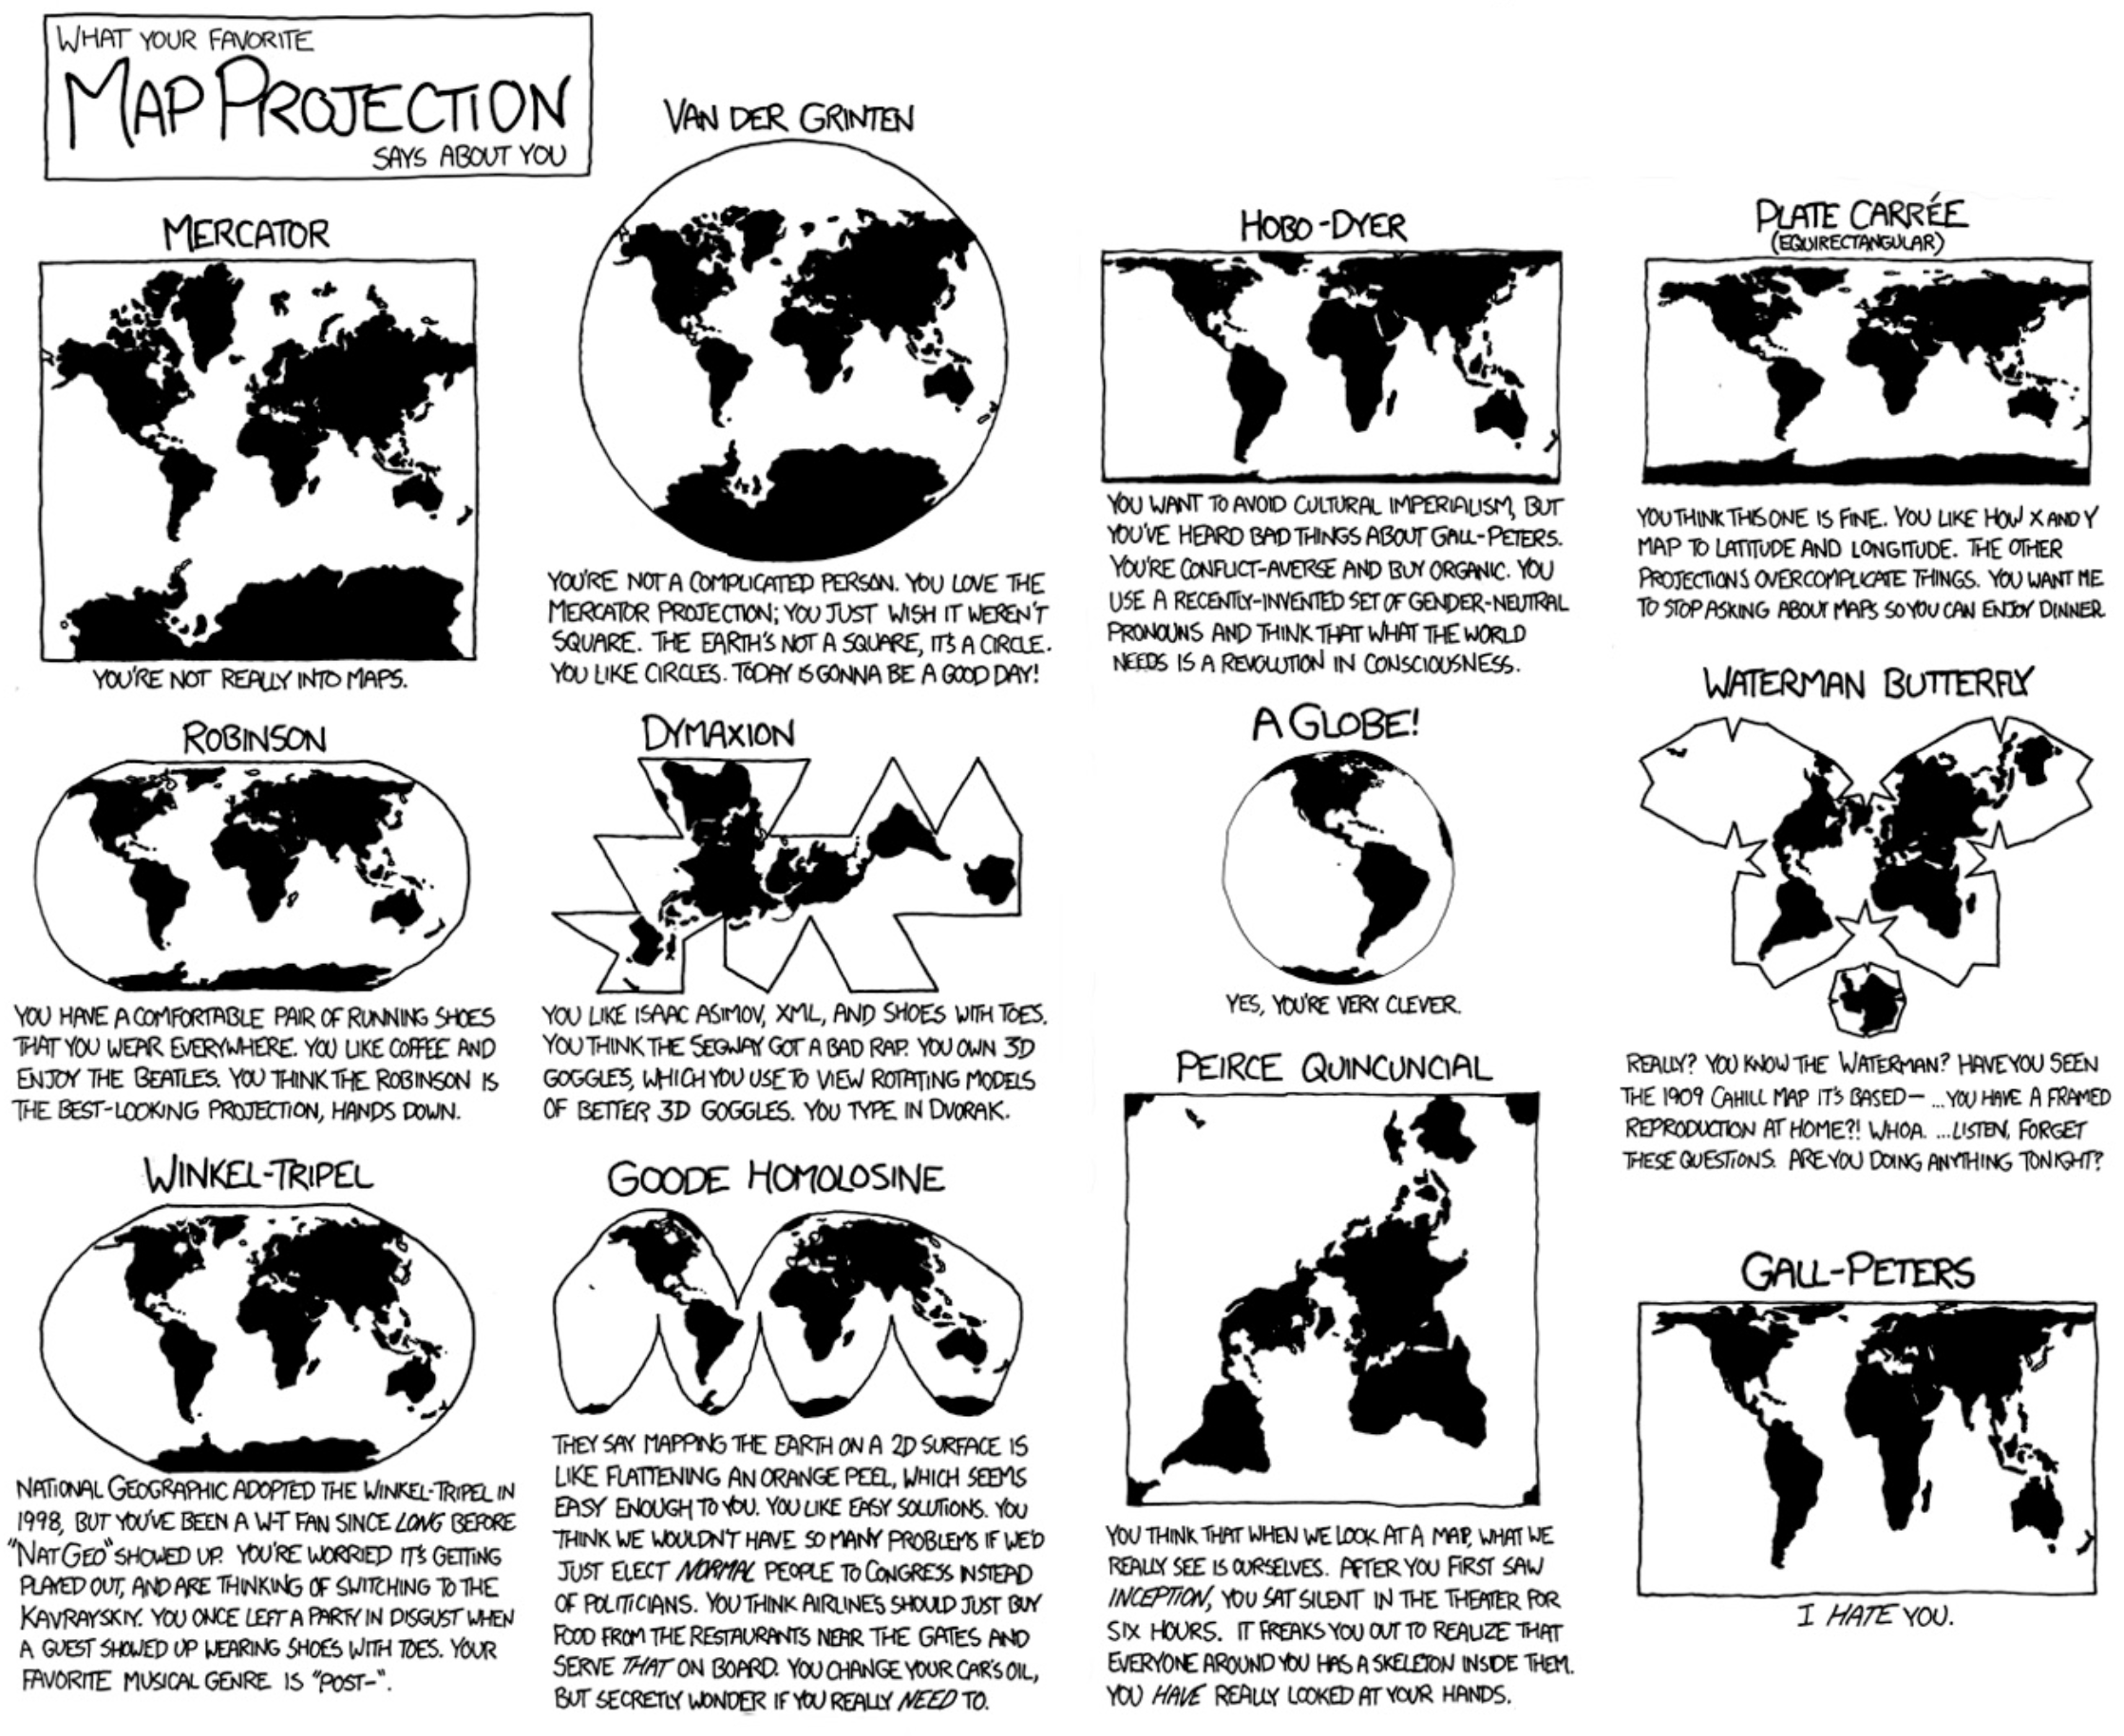 WHAT YOUR FAVORITE
MAP PROJECTION
SAYS ABOUT YOU
MERCATOR
YOU'RE NOT REALLY INTO MAPS.
VAN DER GRINTEN
YOU'RE NOT A COMPLICATED PERSON. YOU LOVE THE
MERCATOR PROJECTION; YOU JUST WISH IT WEREN'T
SQUARE. THE EARTH'S NOT A SQUARE, IT'S A CIRCLE.
YOU LIKE CIRCLES. TODAY IS GONNA BE A GOOD DAY!
ROBINSON
YOU HAVE A COMFORTABLE PAIR OF RUNNING SHOES
THAT YOU WEAR EVERYWHERE. YOU LIKE COFFEE AND
ENJOY THE BEATLES. YOU THINK THE ROBINSON IS
THE BEST-LOOKING PROJECTION, HANDS DOWN.
DYMAXION
YOU LIKE ISAAC ASIMOV, XML, AND SHOES WITH TOES.
YOU THINK THE SEGWAY GOT A BAD RAP. YOU OWN 3D
GOGGLES, WHICH YOU USE TO VIEW ROTATING MODELS
OF BETTER 3D GOGGLES. YOU TYPE IN DVORAK.
WINKEL-TRIPEL
NATIONAL GEOGRAPHIC ADOPTED THE WINKEL-TRIPEL IN
1998, BUT YOU'VE BEEN A W-T FAN SINCE LONG BEFORE
"NAT GEO" SHOWED UP. YOU'RE WORRIED IT'S GETTING
PLAYED OUT, AND ARE THINKING OF SWITCHING TO THE
KAVRAYSKIY. YOU ONCE LEFT A PARTY IN DISGUST WHEN
A GUEST SHOWED UP WEARING SHOES WITH TOES. YOUR
FAVORITE MUSICAL GENRE IS "POST-".
GOODE HOMOLOSINE
THEY SAY MAPPING THE EARTH ON A 2D SURFACE IS
LIKE FLATTENING AN ORANGE PEEL, WHICH SEEMS
EASY ENOUGH TO YOU. YOU LIKE EASY SOLUTIONS. YOU
THINK WE WOULDN'T HAVE SO MANY PROBLEMS IF WE'D
JUST ELECT NORMAL PEOPLE TO CONGRESS INSTEAD
OF POLITICIANS. YOU THINK AIRLINES SHOULD JUST BUY
FOOD FROM THE RESTAURANTS NEAR THE GATES AND
SERVE THAT ON BOARD. YOU CHANGE YOUR CAR'S OIL,
BUT SECRETLY WONDER IF YOU REALLY NEED TO.
HOBO-DYER
YOU WANT TO AVOID CULTURAL IMPERIALISM, BUT
YOU'VE HEARD BAD THINGS ABOUT GALL-PETERS.
YOU'RE CONFLICT-AVERSE AND BUY ORGANIC. YOU
USE A RECENTLY-INVENTED SET OF GENDER-NEUTRAL
PRONOUNS AND THINK THAT WHAT THE WORLD
NEEDS IS A REVOLUTION IN CONSCIOUSNESS.
PLATE CARRÉE
(EQUIRECTANGULAR)
YOU THINK THIS ONE IS FINE. YOU LIKE HOW X AND Y
MAP TO LATITUDE AND LONGITUDE. THE OTHER
PROJECTIONS OVERCOMPLICATE THINGS. YOU WANT ME
TO STOP ASKING ABOUT MAPS SO YOU CAN ENJOY DINNER.
A GLOBE!
YES, YOU'RE VERY CLEVER.
WATERMAN BUTTERFLY
REALLY? YOU KNOW THE WATERMAN? HAVE YOU SEEN
THE 1909 CAHILL MAP IT'S BASED— ...YOU HAVE A FRAMED
REPRODUCTION AT HOME?! WHOA. ...LISTEN, FORGET
THESE QUESTIONS. ARE YOU DOING ANYTHING TONIGHT?
PEIRCE QUINCUNCIAL
YOU THINK THAT WHEN WE LOOK AT A MAP, WHAT WE
REALLY SEE IS OURSELVES. AFTER YOU FIRST SAW
INCEPTION, YOU SAT SILENT IN THE THEATER FOR
SIX HOURS. IT FREAKS YOU OUT TO REALIZE THAT
EVERYONE AROUND YOU HAS A SKELETON INSIDE THEM.
YOU HAVE REALLY LOOKED AT YOUR HANDS.
GALL-PETERS
I HATE YOU.